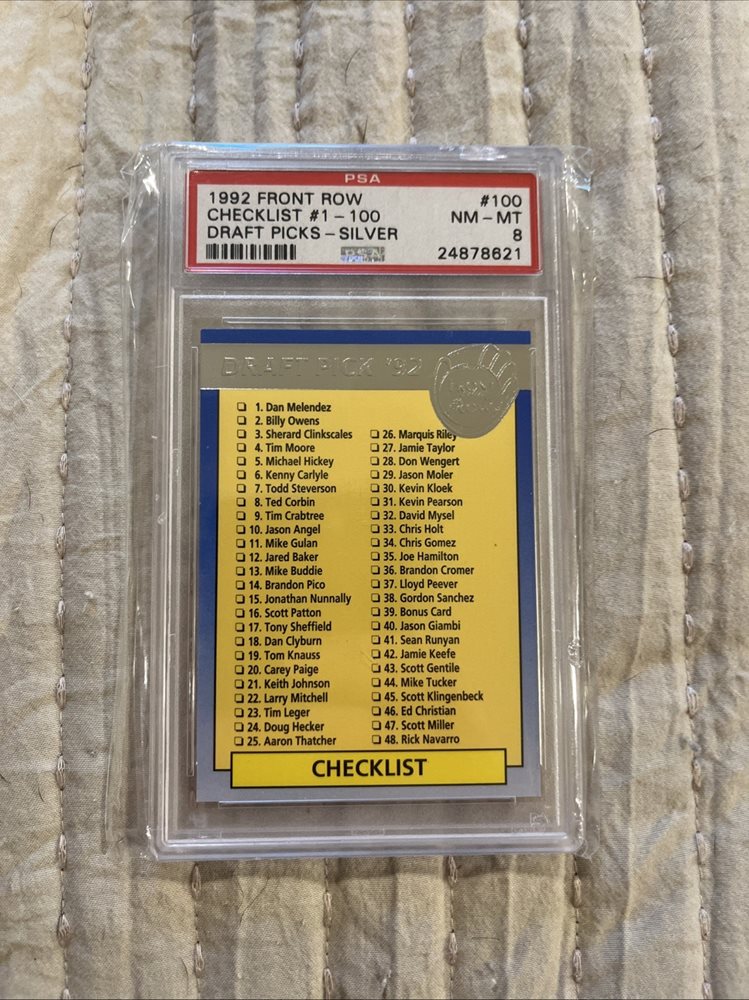 PSA
1992 FRONT ROW #100
CHECKLIST #1-100 NM-MT
DRAFT PICKS-SILVER 8
24878621
DRAFT PICK '92
1. Dan Melendez
2. Billy Owens
3. Sherard Clinkscales
4. Tim Moore
5. Michael Hickey
6. Kenny Carlyle
7. Todd Steverson
8. Ted Corbin
9. Tim Crabtree
10. Jason Angel
11. Mike Gulan
12. Jared Baker
13. Mike Buddie
14. Brandon Pico
15. Jonathan Nunnally
16. Scott Patton
17. Tony Sheffield
18. Dan Clyburn
19. Tom Knauss
20. Carey Paige
21. Keith Johnson
22. Larry Mitchell
23. Tim Leger
24. Doug Hecker
25. Aaron Thatcher
26. Marquis Riley
27. Jamie Taylor
28. Don Wengert
29. Jason Moler
30. Kevin Kloek
31. Kevin Pearson
32. David Mysel
33. Chris Holt
34. Chris Gomez
35. Joe Hamilton
36. Brandon Cromer
37. Lloyd Peever
38. Gordon Sanchez
39. Bonus Card
40. Jason Giambi
41. Sean Runyan
42. Jamie Keefe
43. Scott Gentile
44. Mike Tucker
45. Scott Klingenbeck
46. Ed Christian
47. Scott Miller
48. Rick Navarro
CHECKLIST